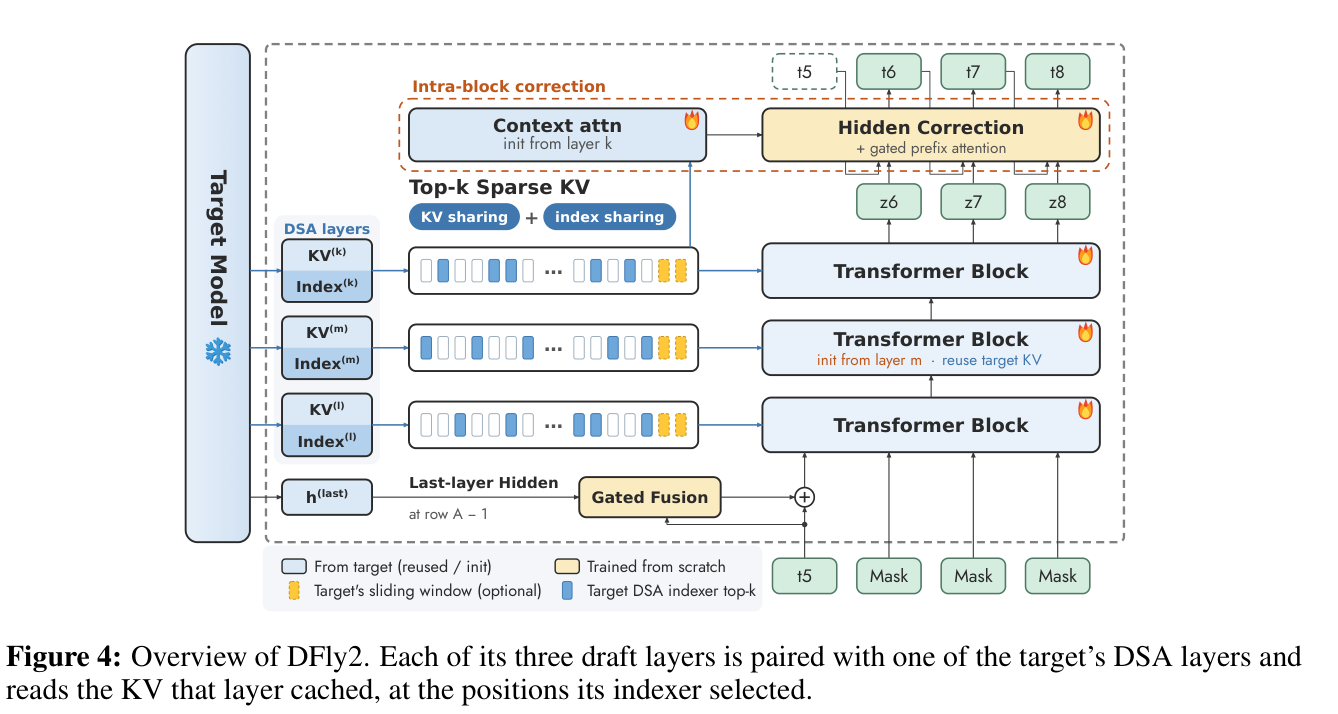 t5
t6
t7
t8
Intra-block correction
Context attn
init from layer k
Hidden Correction
+ gated prefix attention
Top-k Sparse KV
KV sharing + index sharing
z6
z7
z8
Target Model
DSA layers
KV(k)
Index(k)
...
Transformer Block
KV(m)
Index(m)
...
Transformer Block
init from layer m · reuse target KV
KV(l)
Index(l)
...
Transformer Block
h(last)
Last-layer Hidden
at row A − 1
Gated Fusion
+
From target (reused / init)
Trained from scratch
Target's sliding window (optional)
Target DSA indexer top-k
t5
Mask
Mask
Mask
Figure 4: Overview of DFly2. Each of its three draft layers is paired with one of the target's DSA layers and
reads the KV that layer cached, at the positions its indexer selected.